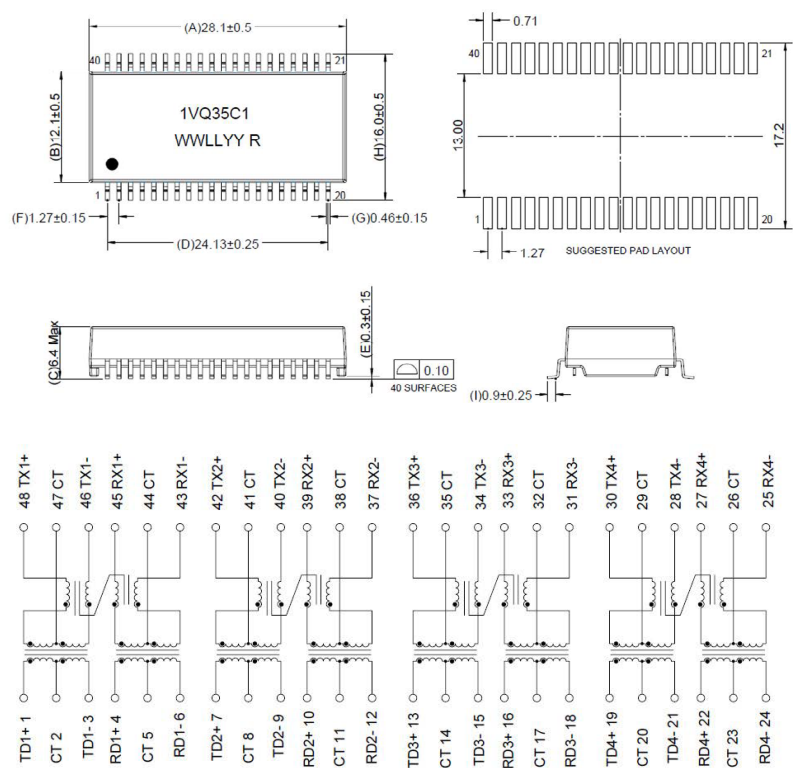 (A)28.1±0.5
40
21
(B)12.1±0.5
1VQ35C1
WWLLYY R
(H)16.0±0.5
1
20
(F)1.27±0.15
(G)0.46±0.15
(D)24.13±0.25
0.71
40
21
13.00
17.2
1
20
1.27
SUGGESTED PAD LAYOUT
(C)6.4 Max
(E)0.3±0.15
0.10
40 SURFACES
(I)0.9±0.25
48 TX1+
47 CT
46 TX1-
45 RX1+
44 CT
43 RX1-
42 TX2+
41 CT
40 TX2-
39 RX2+
38 CT
37 RX2-
36 TX3+
35 CT
34 TX3-
33 RX3+
32 CT
31 RX3-
30 TX4+
29 CT
28 TX4-
27 RX4+
26 CT
25 RX4-
TD1+ 1
CT 2
TD1- 3
RD1+ 4
CT 5
RD1- 6
TD2+ 7
CT 8
TD2- 9
RD2+ 10
CT 11
RD2- 12
TD3+ 13
CT 14
TD3- 15
RD3+ 16
CT 17
RD3- 18
TD4+ 19
CT 20
TD4- 21
RD4+ 22
CT 23
RD4- 24